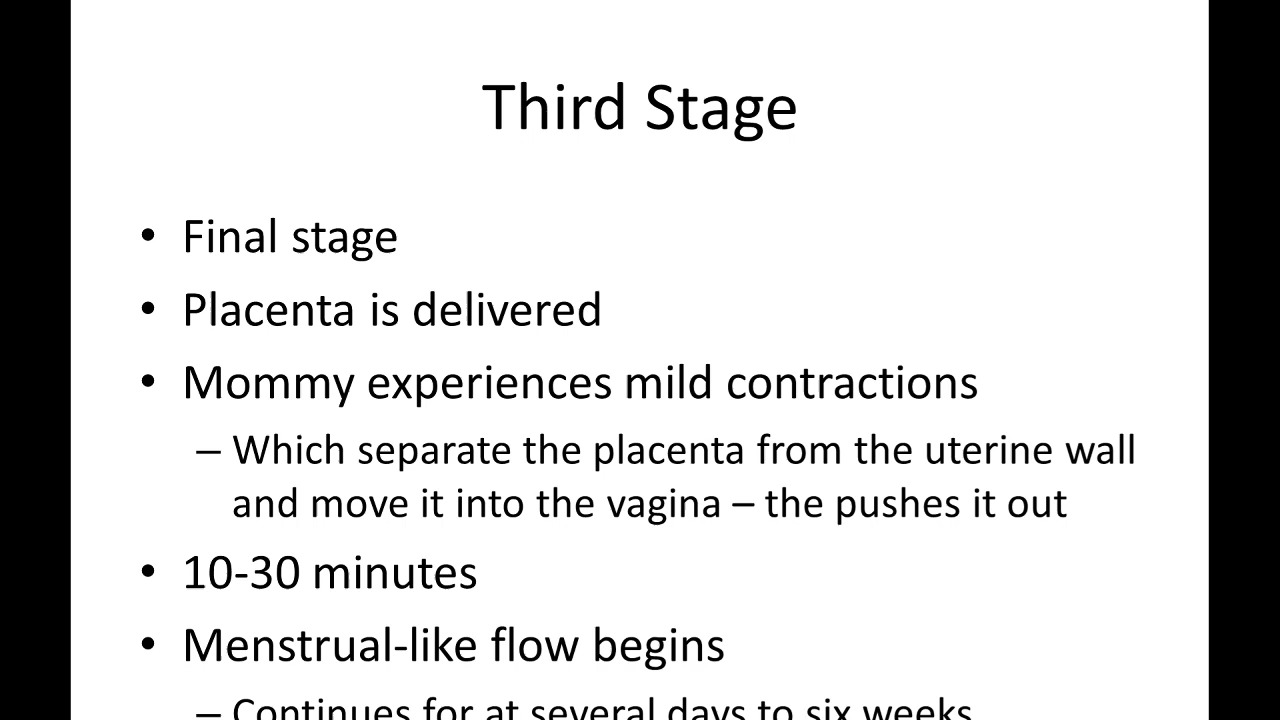 Third Stage
• Final stage
• Placenta is delivered
• Mommy experiences mild contractions
– Which separate the placenta from the uterine wall
and move it into the vagina – the pushes it out
• 10-30 minutes
• Menstrual-like flow begins
– Continues for at several days to six weeks